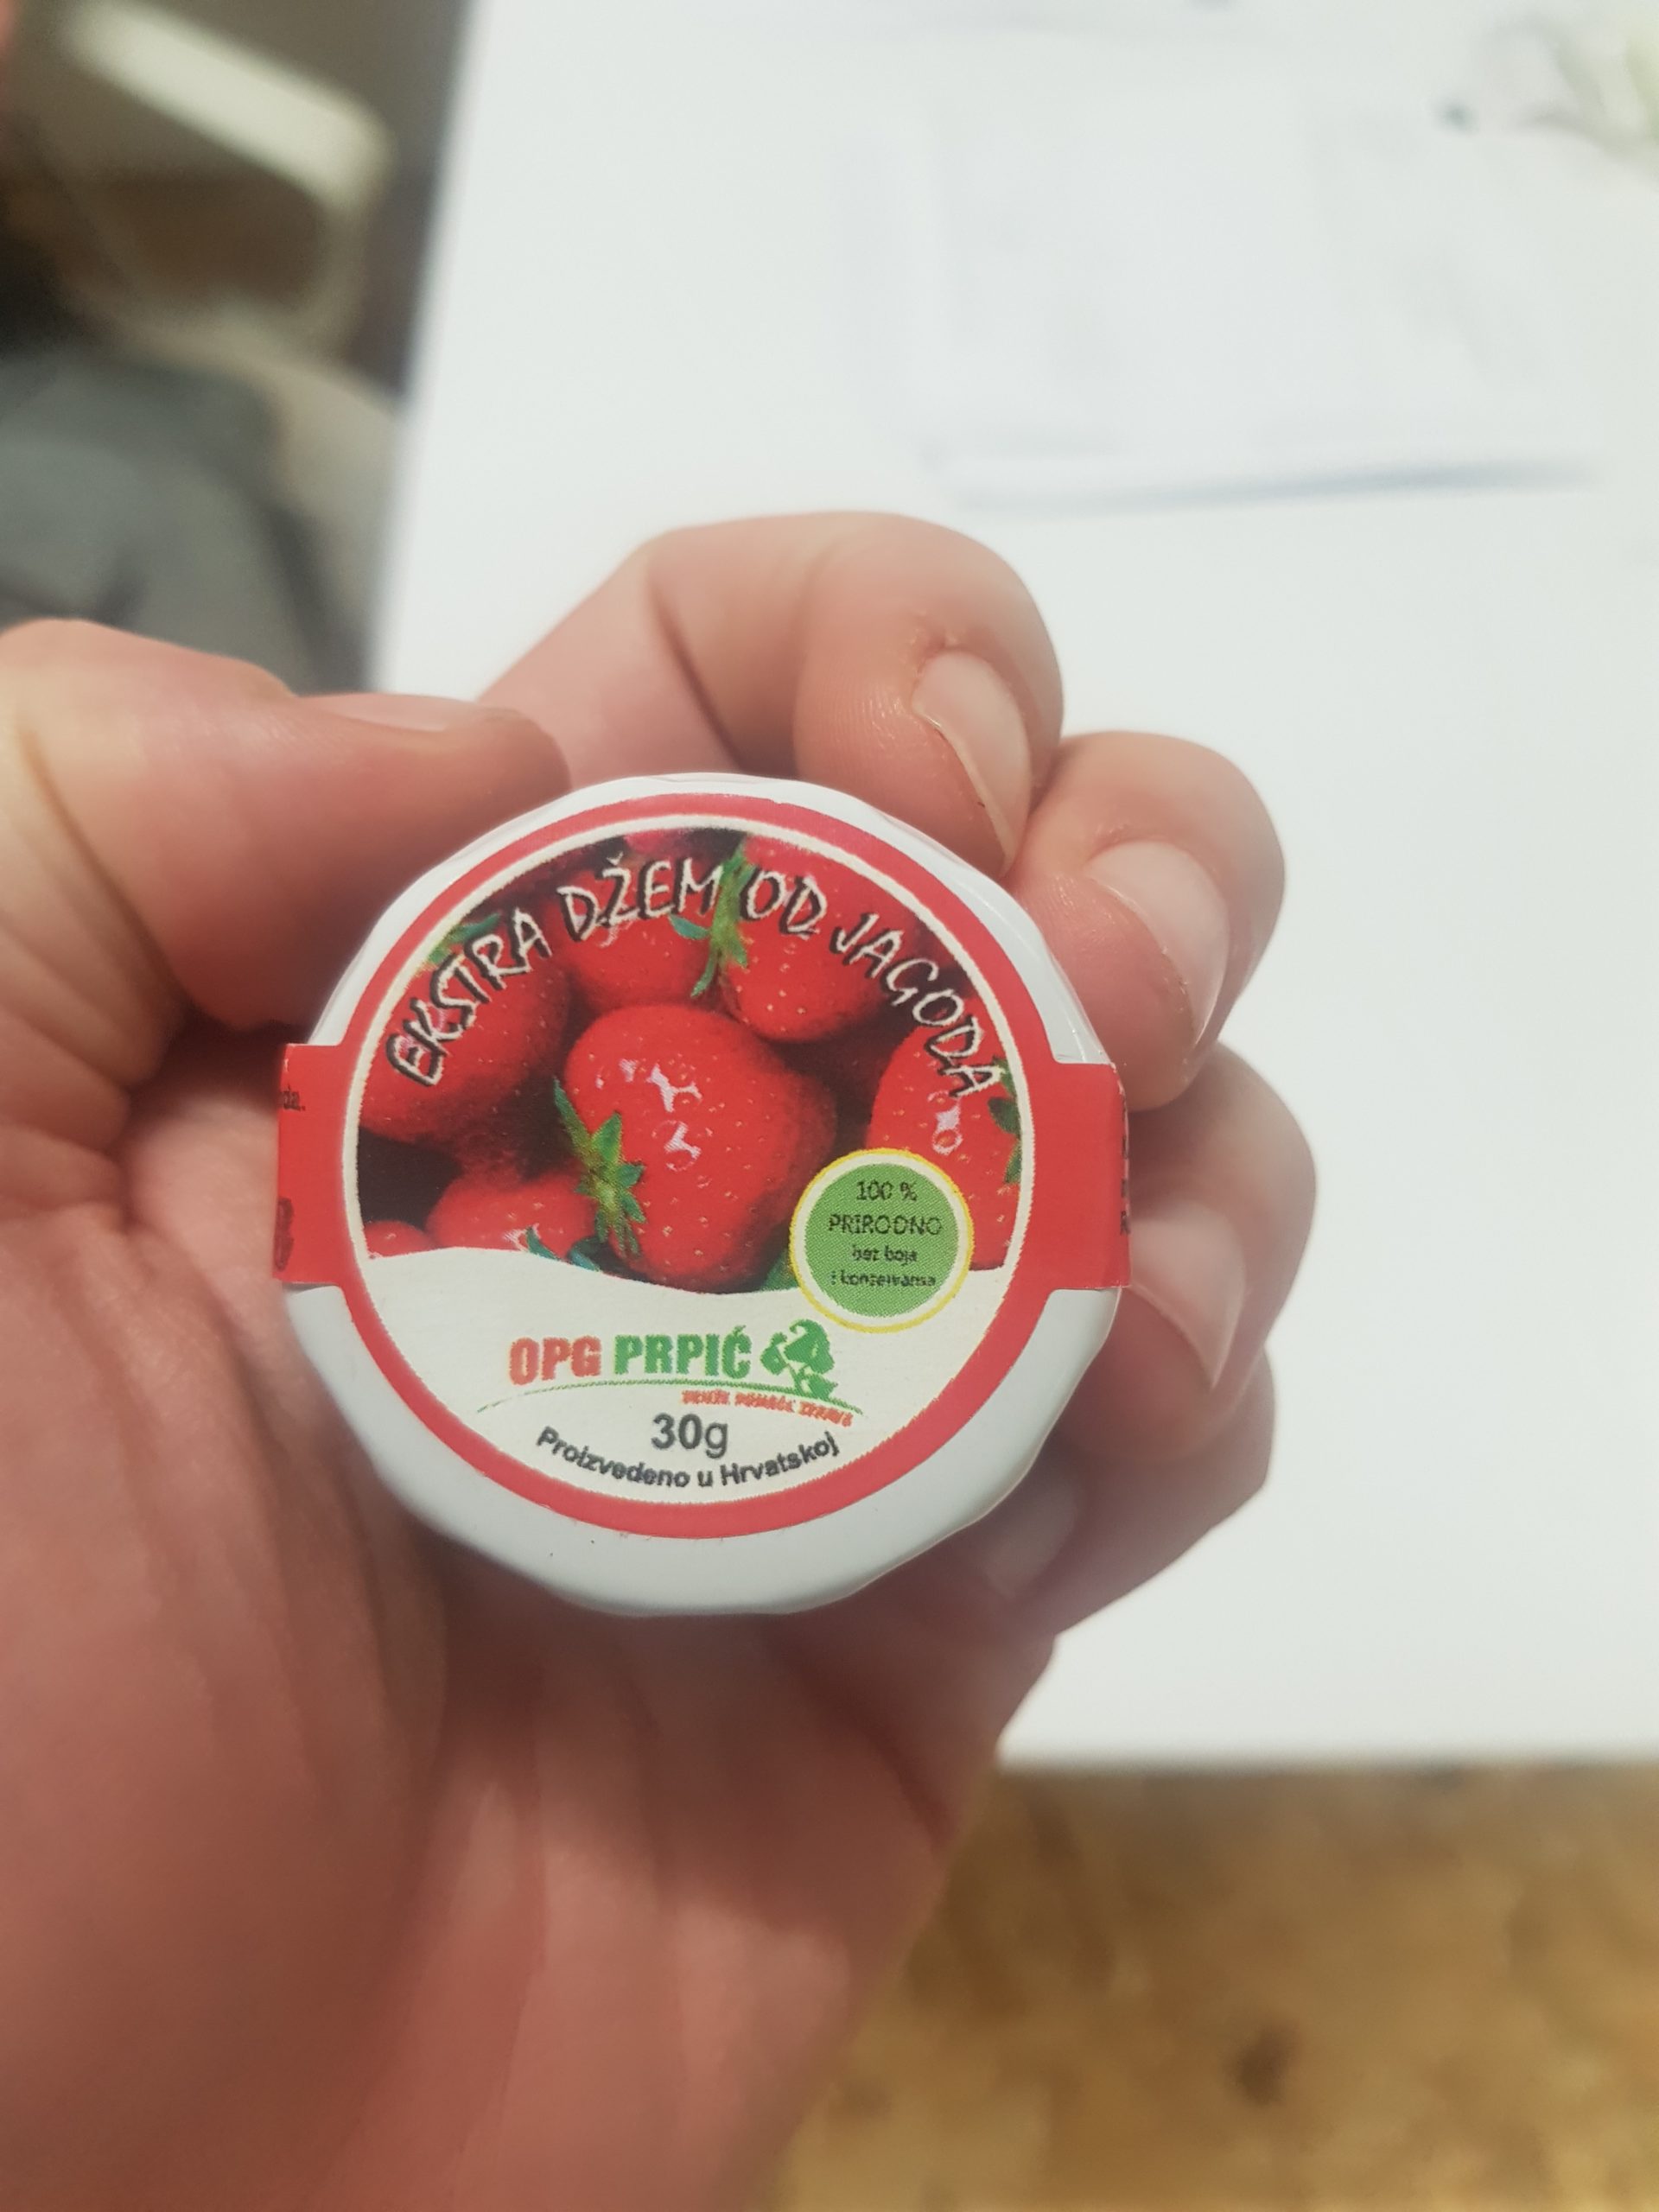 EKSTRA DŽEM OD JAGODA
100 %
PRIRODNO
bez boja
i konzervansa
OPG PRPIĆ
30g
Proizvedeno u Hrvatskoj